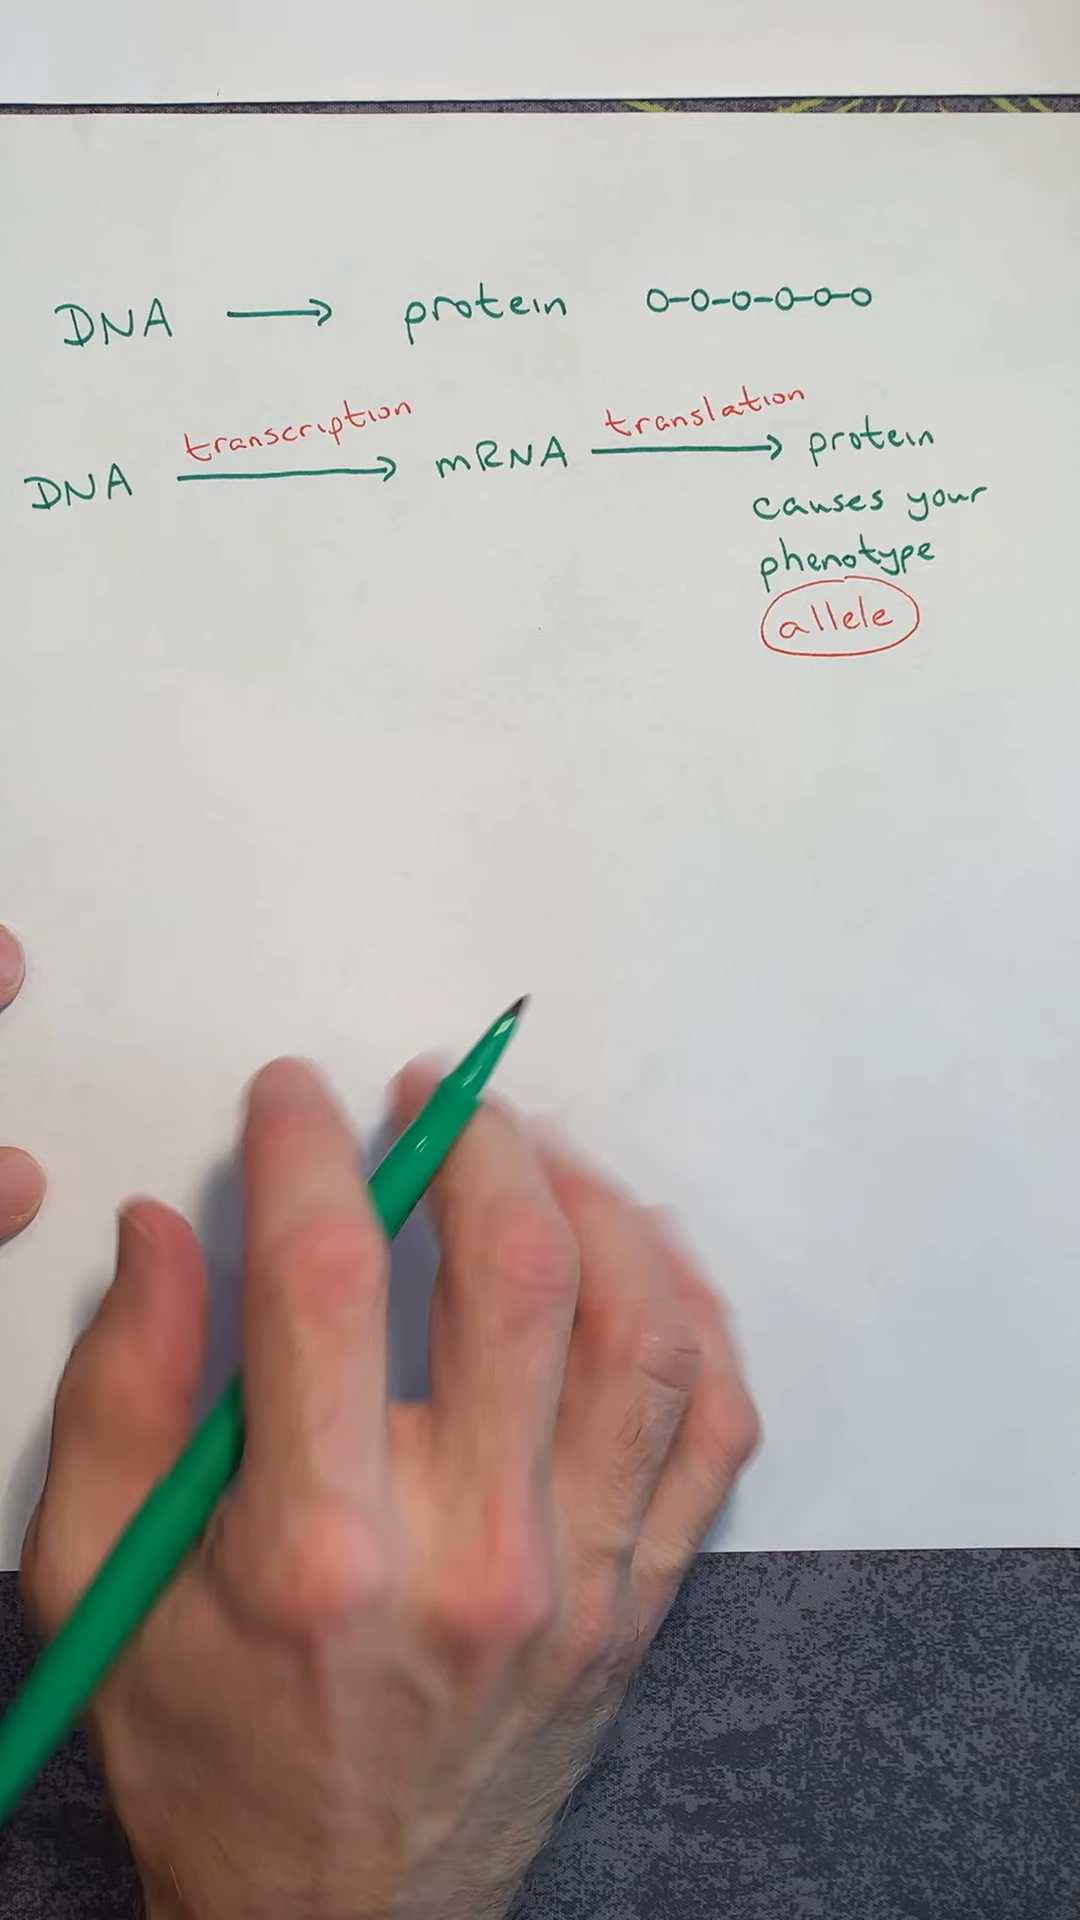 DNA → protein
transcription translation
DNA → mRNA → protein
causes your
phenotype
allele